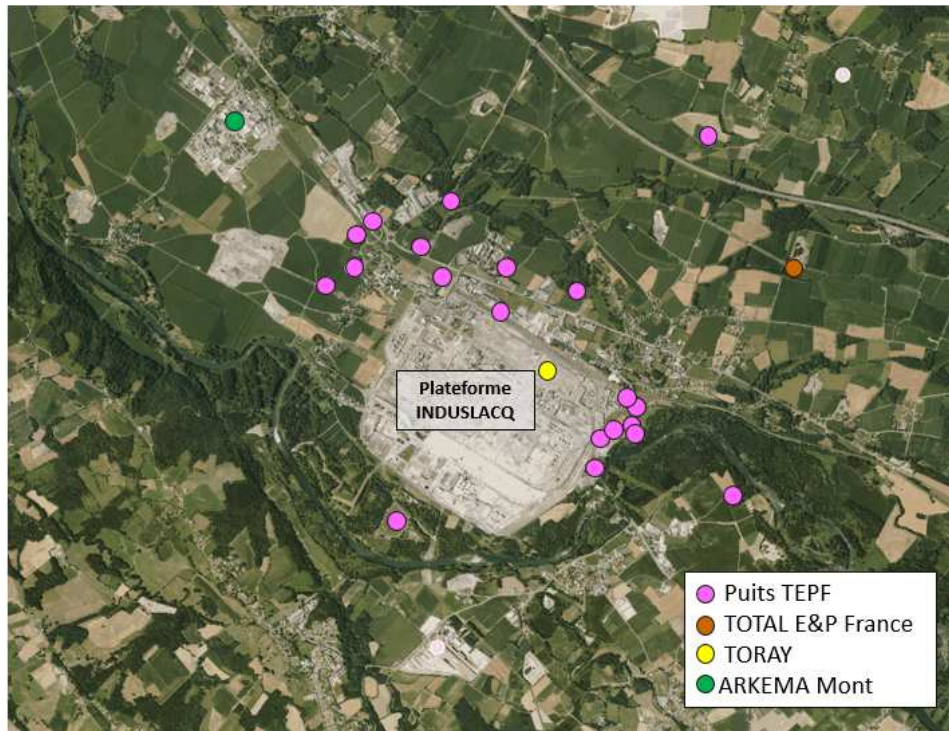 Plateforme
INDUSLACQ
Puits TEPF
TOTAL E&P France
TORAY
ARKEMA Mont